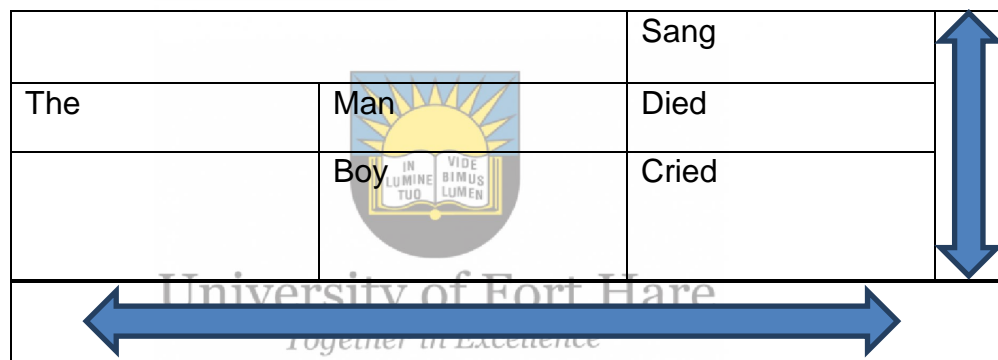 Sang
The Man Died
Boy Cried
IN LUMINE TUO VIDE BIMUS LUMEN
University of Fort Hare
Together in Excellence